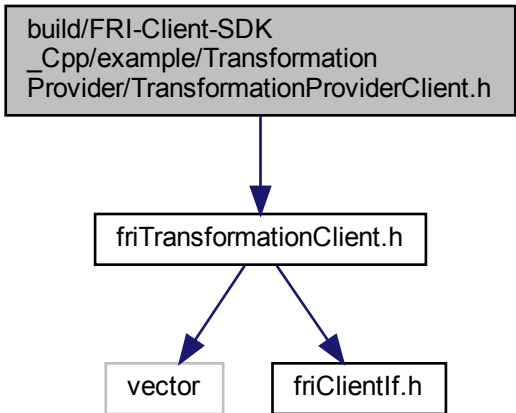 build/FRI-Client-SDK
_Cpp/example/Transformation
Provider/TransformationProviderClient.h
friTransformationClient.h
vector
friClientIf.h